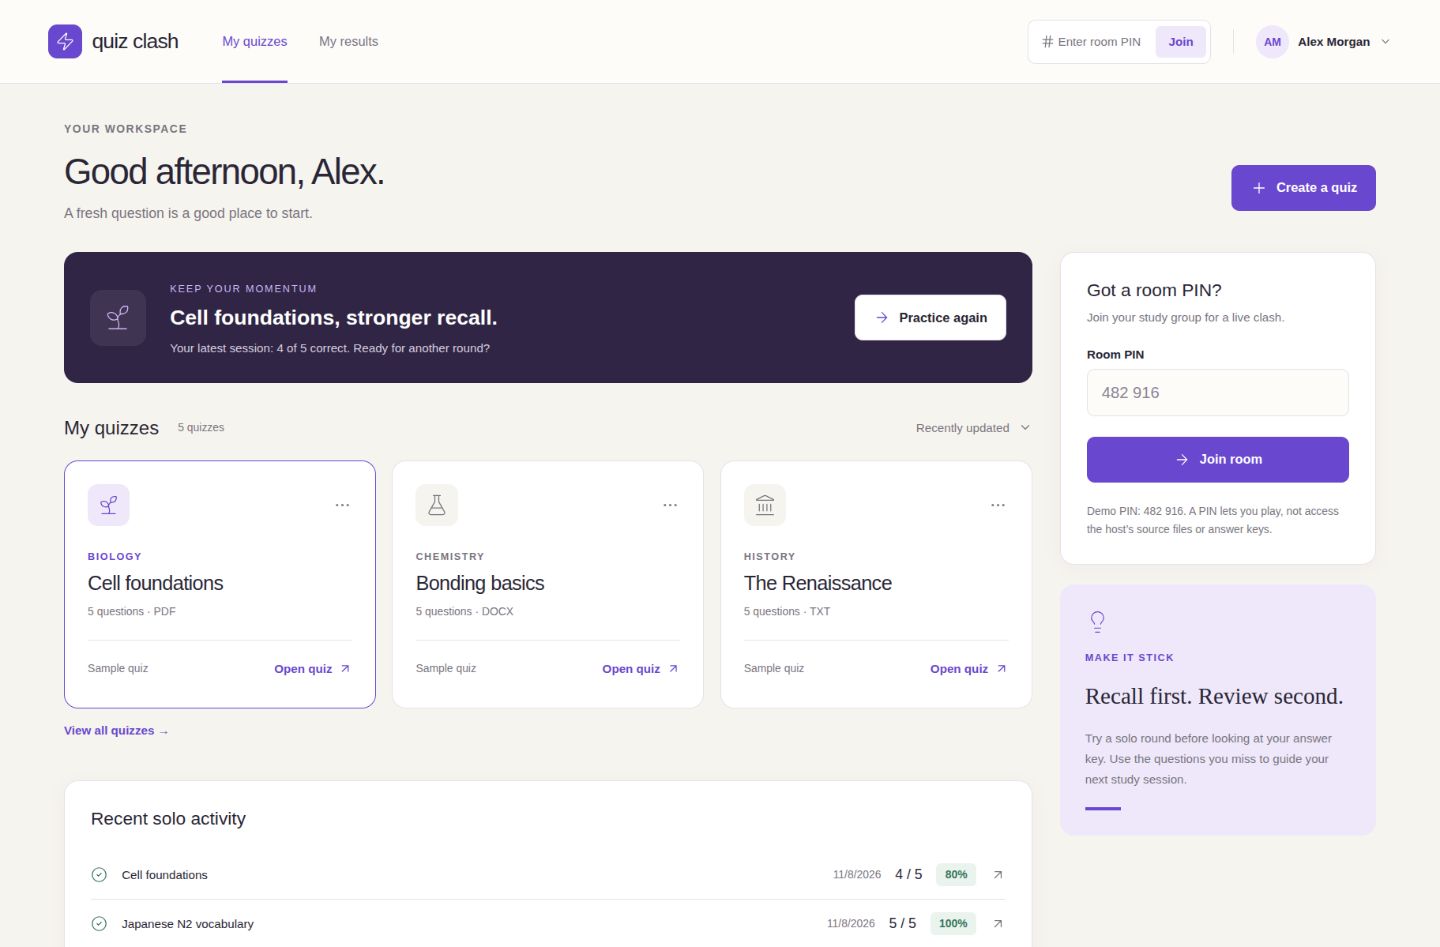 quiz clash
My quizzes
My results
# Enter room PIN
Join
AM
Alex Morgan
YOUR WORKSPACE
Good afternoon, Alex.
A fresh question is a good place to start.
+ Create a quiz
KEEP YOUR MOMENTUM
Cell foundations, stronger recall.
Your latest session: 4 of 5 correct. Ready for another round?
→ Practice again
My quizzes
5 quizzes
Recently updated
BIOLOGY
Cell foundations
5 questions · PDF
Sample quiz
Open quiz
CHEMISTRY
Bonding basics
5 questions · DOCX
Sample quiz
Open quiz
HISTORY
The Renaissance
5 questions · TXT
Sample quiz
Open quiz
View all quizzes →
Recent solo activity
Cell foundations
11/8/2026 4 / 5 80%
Japanese N2 vocabulary
11/8/2026 5 / 5 100%
Got a room PIN?
Join your study group for a live clash.
Room PIN
482 916
→ Join room
Demo PIN: 482 916. A PIN lets you play, not access
the host's source files or answer keys.
MAKE IT STICK
Recall first. Review second.
Try a solo round before looking at your answer
key. Use the questions you miss to guide your
next study session.